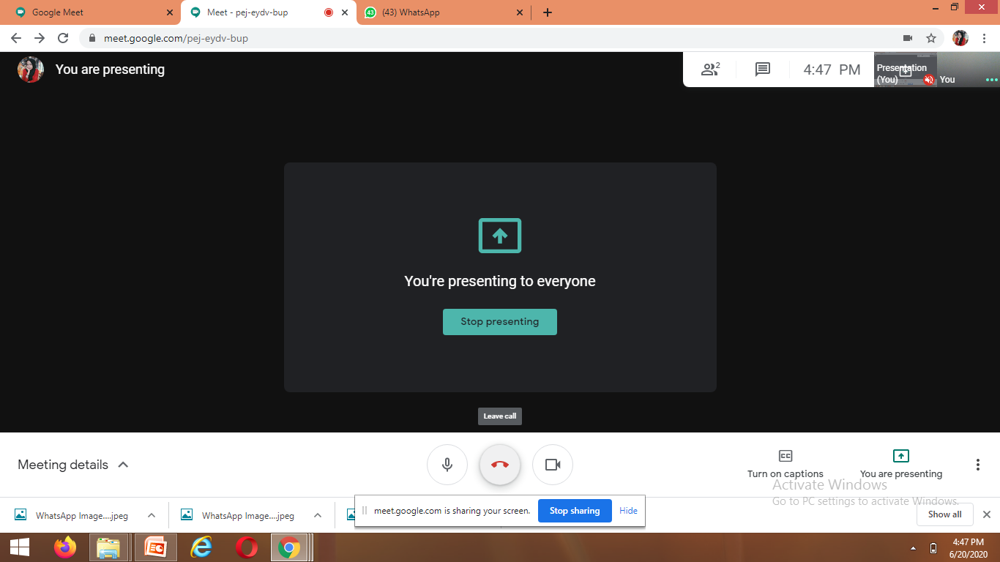 Google Meet
Meet - pej-eydv-bup
43
(43) WhatsApp
meet.google.com/pej-eydv-bup
You are presenting
2
4:47 PM
Presentation
(You)
You
You're presenting to everyone
Stop presenting
Leave call
Meeting details
CC
Turn on captions
You are presenting
Activate Windows
Go to PC settings to activate Windows.
WhatsApp Image....jpeg
WhatsApp Image....jpeg
meet.google.com is sharing your screen.
Stop sharing
Hide
Show all
4:47 PM
6/20/2020